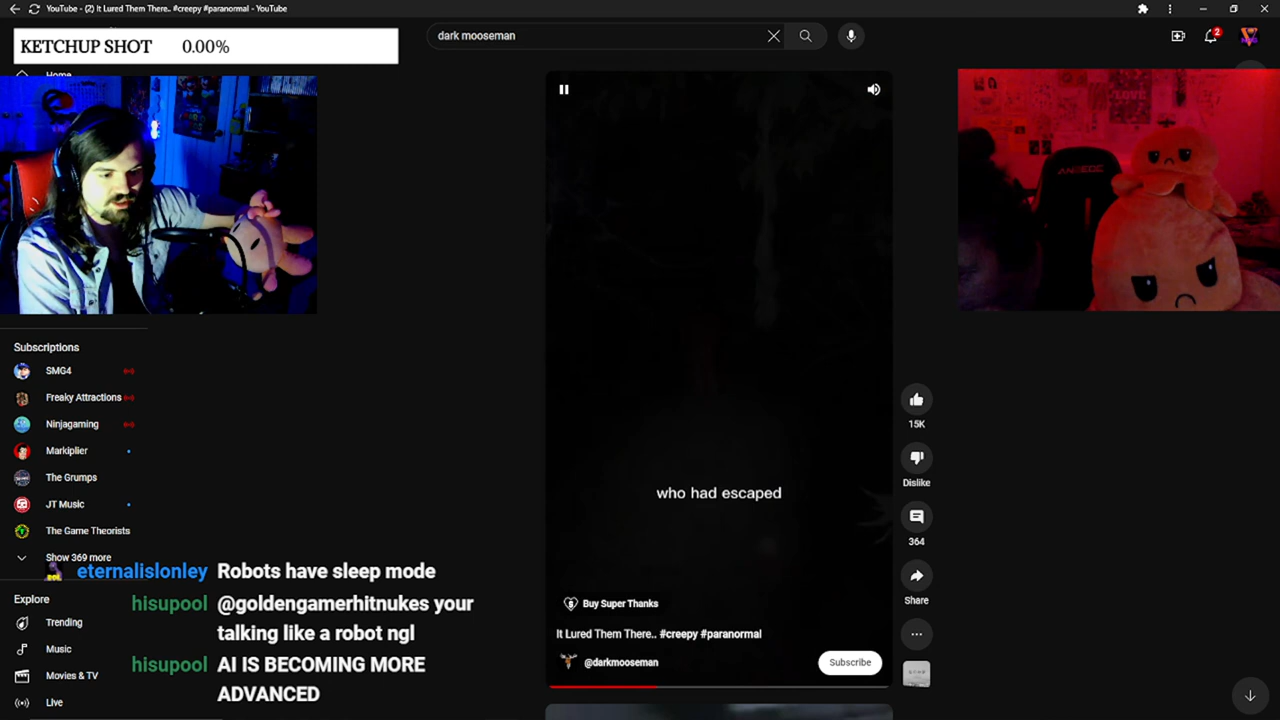 YouTube - (2) It Lured Them There.. #creepy #paranormal - YouTube
KETCHUP SHOT 0.00%
dark mooseman
2
Home
LOVE
Subscriptions
SMG4
Freaky Attractions
Ninjagaming
Markiplier
The Grumps
JT Music
The Game Theorists
Show 369 more
Explore
Trending
Music
Movies & TV
Live
eternalislonley Robots have sleep mode
hisupool @goldengamerhitnukes your
talking like a robot ngl
hisupool AI IS BECOMING MORE
ADVANCED
who had escaped
Buy Super Thanks
It Lured Them There.. #creepy #paranormal
@darkmooseman
Subscribe
15K
Dislike
364
Share